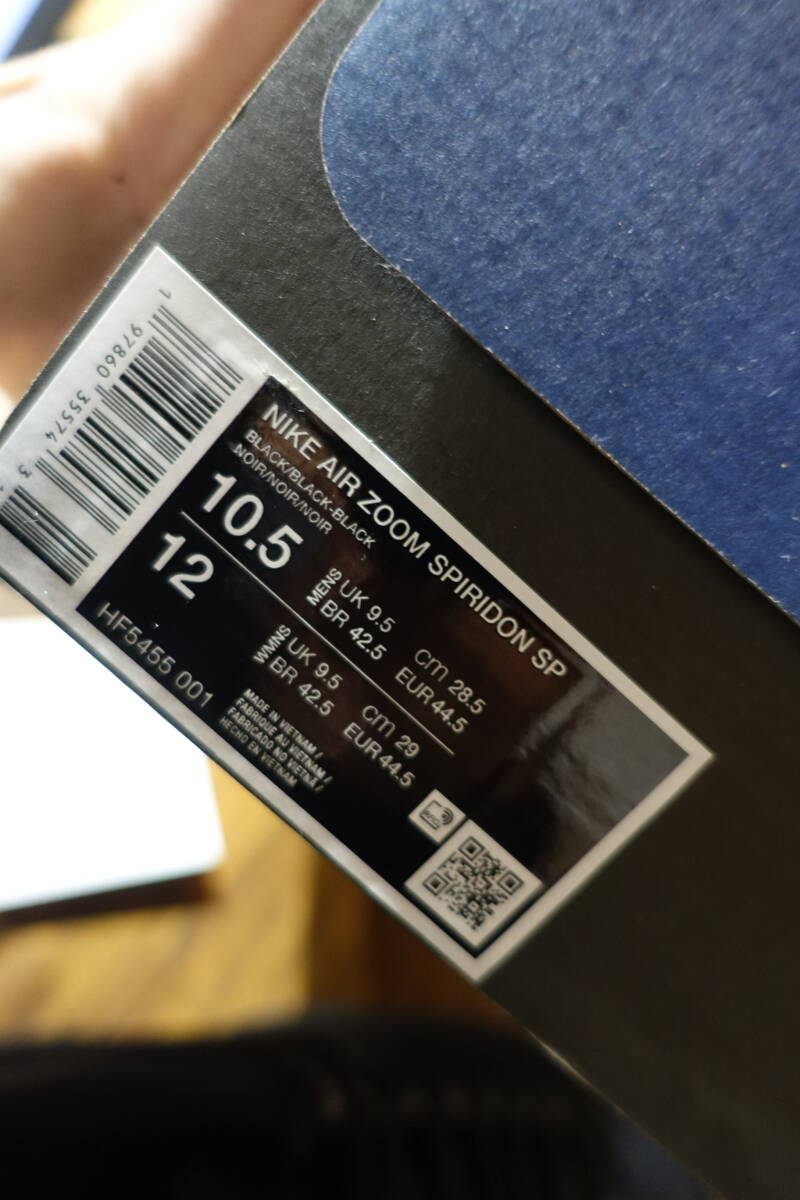 1 97860 35574 3
NIKE AIR ZOOM SPIRIDON SP
BLACK/BLACK-BLACK
NOIR/NOIR/NOIR
10.5
MENS
UK 9.5
BR 42.5
cm 28.5
EUR 44.5
12
WMNS
UK 9.5
BR 42.5
cm 29
EUR 44.5
HF5455 001
MADE IN VIETNAM /
FABRIQUE AU VIETNAM /
FABRICADO NO VIETNÃ /
HECHO EN VIETNAM